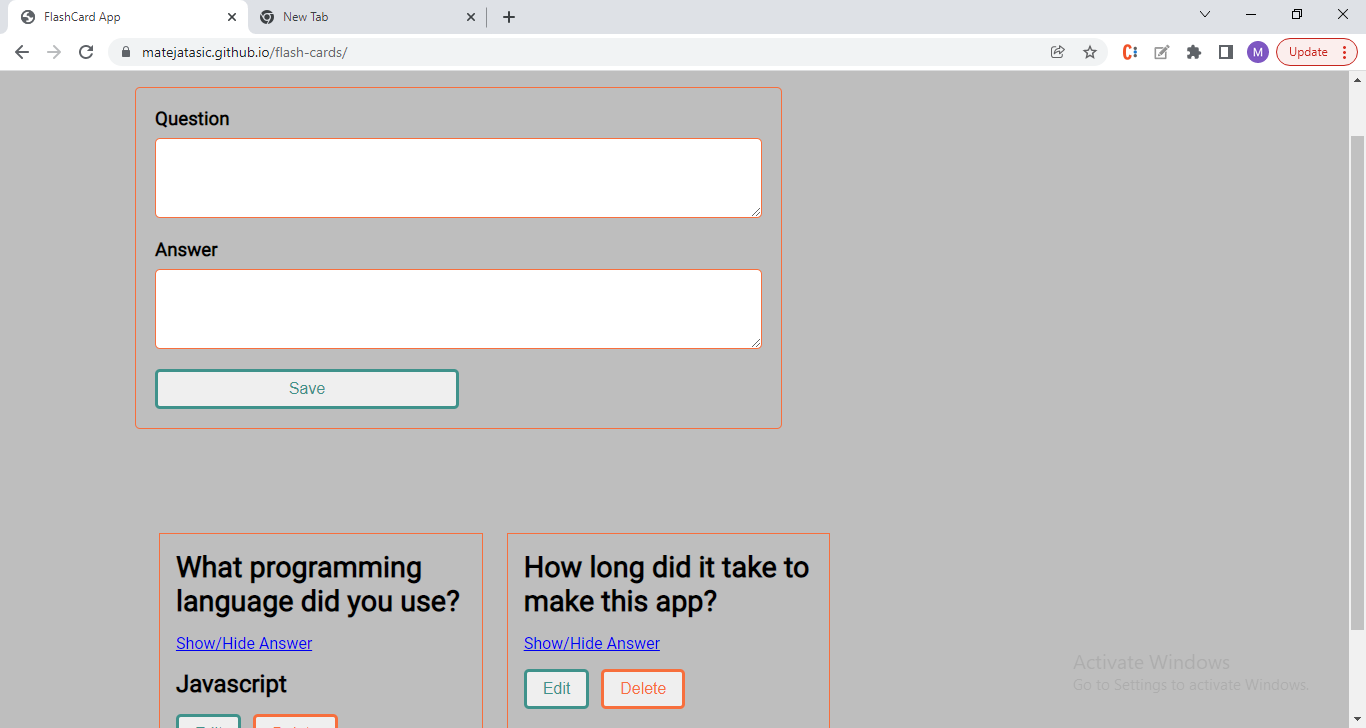 FlashCard App
New Tab
matejatasic.github.io/flash-cards/
M
Update
Question
Answer
Save
What programming
language did you use?
Show/Hide Answer
Javascript
Edit
Delete
How long did it take to
make this app?
Show/Hide Answer
Edit
Delete
Activate Windows
Go to Settings to activate Windows.